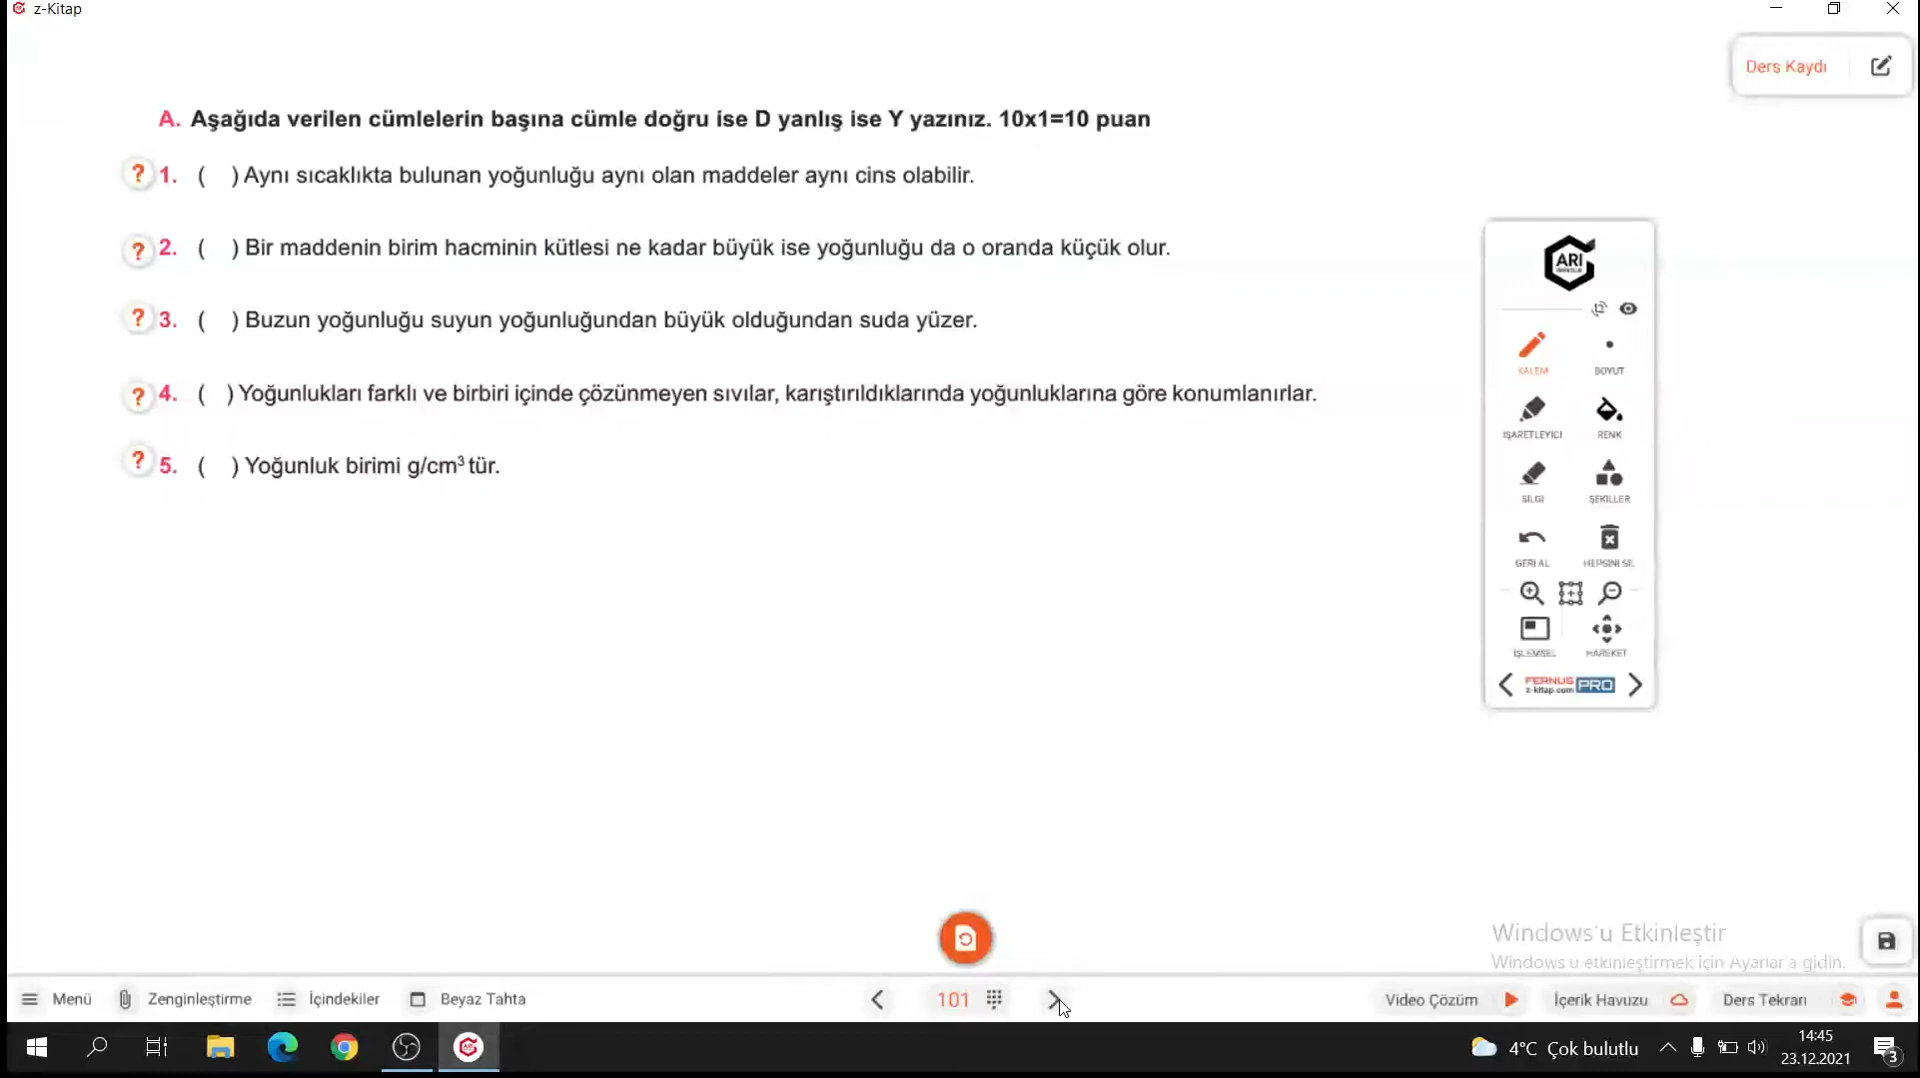 z-Kitap
Ders Kaydı
A. Aşağıda verilen cümlelerin başına cümle doğru ise D yanlış ise Y yazınız. 10x1=10 puan
? 1. ( ) Aynı sıcaklıkta bulunan yoğunluğu aynı olan maddeler aynı cins olabilir.
? 2. ( ) Bir maddenin birim hacminin kütlesi ne kadar büyük ise yoğunluğu da o oranda küçük olur.
? 3. ( ) Buzun yoğunluğu suyun yoğunluğundan büyük olduğundan suda yüzer.
? 4. ( ) Yoğunlukları farklı ve birbiri içinde çözünmeyen sıvılar, karıştırıldıklarında yoğunluklarına göre konumlanırlar.
? 5. ( ) Yoğunluk birimi g/cm³ tür.
ARI
KALEM BOYUT
İŞARETLEYİCİ RENK
SİLGİ ŞEKİLLER
GERİ AL HEPSİNİ SİL
İŞLEMSEL HAREKET
FERNUS PRO
z-kitap.com
Windows'u Etkinleştir
Windows'u etkinleştirmek için Ayarlar'a gidin.
Menü Zenginleştirme İçindekiler Beyaz Tahta 101 Video Çözüm İçerik Havuzu Ders Tekrarı
4°C Çok bulutlu 14:45
23.12.2021
3